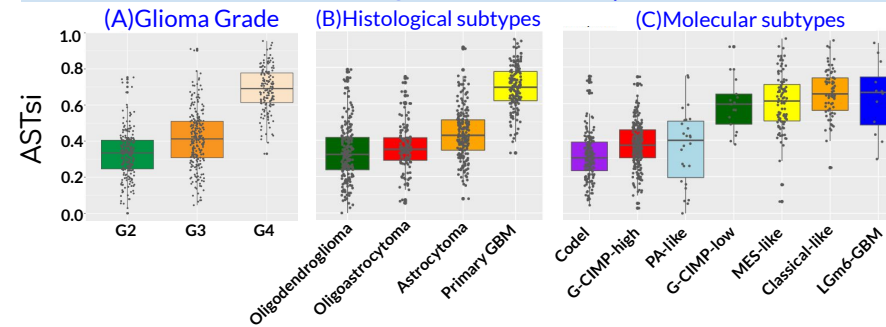 (A)Glioma Grade
(B)Histological subtypes
(C)Molecular subtypes
ASTsi
1.0
0.8
0.6
0.4
0.2
0.0
G2 G3 G4
Oligodendroglioma
Oligoastrocytoma
Astrocytoma
Primary GBM
Codel
G-CIMP-high
PA-like
G-CIMP-low
MES-like
Classical-like
LGm6-GBM